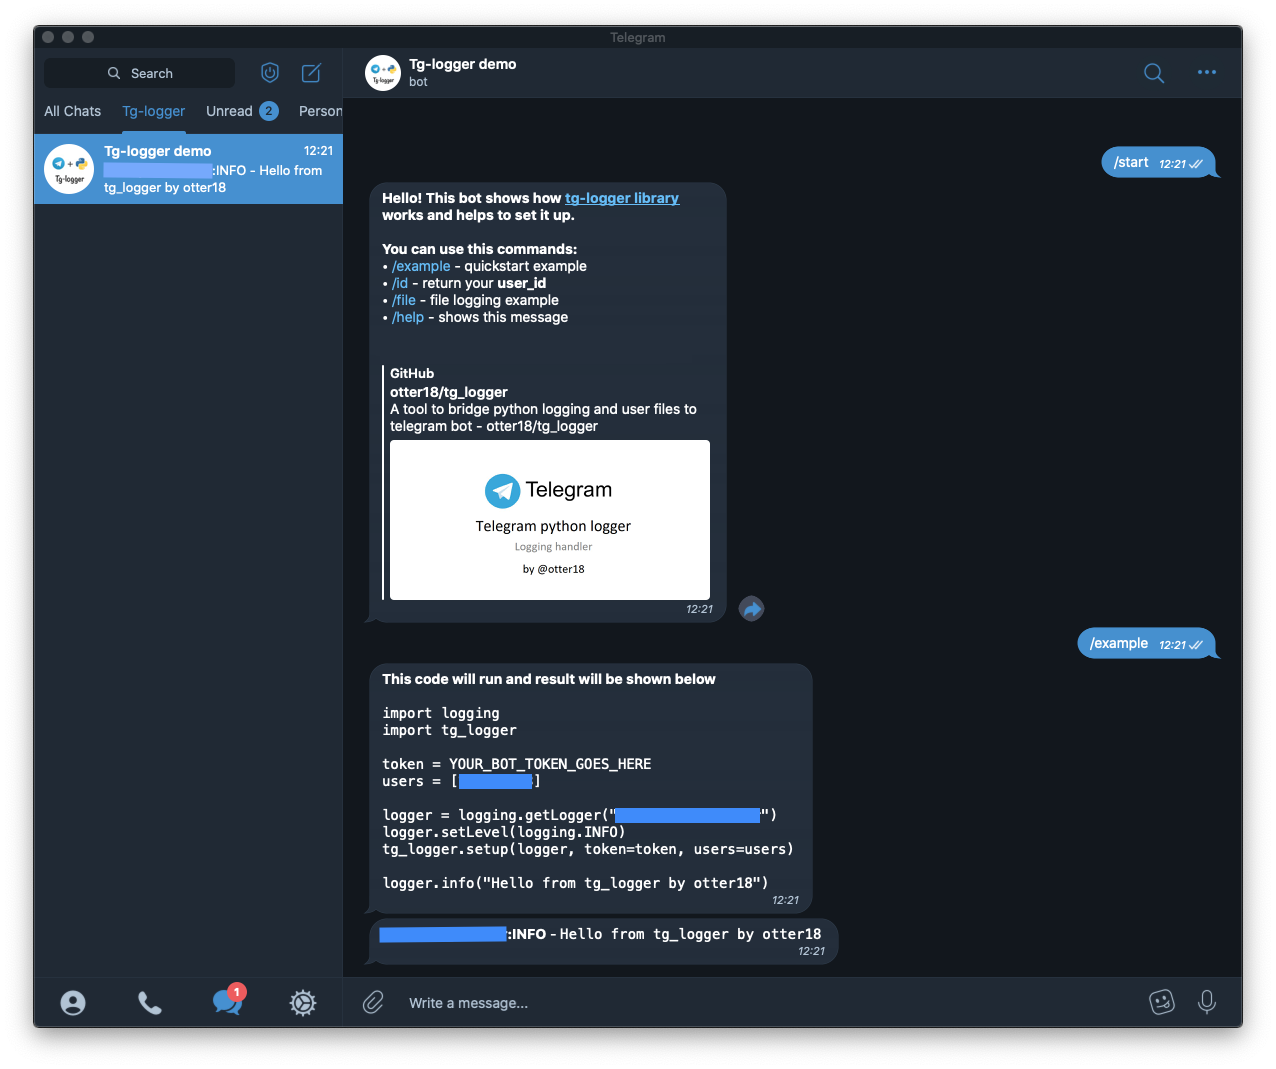 Telegram
Search
All Chats
Tg-logger
Unread 2
Person
Tg-logger demo 12:21
:INFO - Hello from
tg_logger by otter18
Tg-logger
Tg-logger demo
bot
Tg-logger
/start 12:21
Hello! This bot shows how tg-logger library
works and helps to set it up.
You can use this commands:
• /example - quickstart example
• /id - return your user_id
• /file - file logging example
• /help - shows this message
GitHub
otter18/tg_logger
A tool to bridge python logging and user files to
telegram bot - otter18/tg_logger
Telegram
Telegram python logger
Logging handler
by @otter18
12:21
/example 12:21
This code will run and result will be shown below
import logging
import tg_logger
token = YOUR_BOT_TOKEN_GOES_HERE
users = [ ]
logger = logging.getLogger(" ")
logger.setLevel(logging.INFO)
tg_logger.setup(logger, token=token, users=users)
logger.info("Hello from tg_logger by otter18")
12:21
:INFO - Hello from tg_logger by otter18
12:21
1
Write a message...